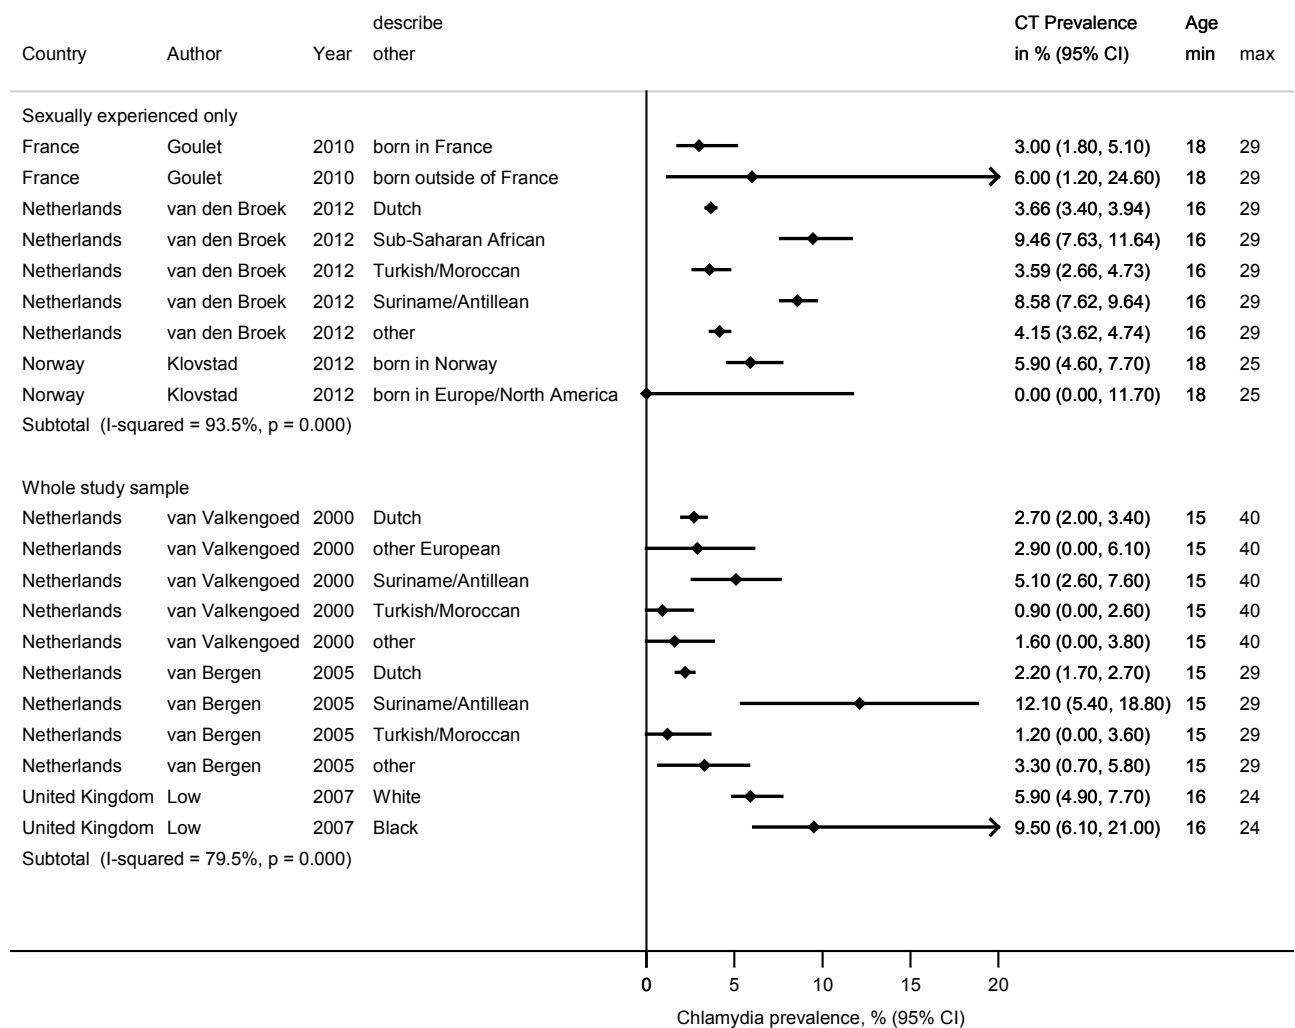 describe CT Prevalence Age
Country Author Year other in % (95% CI) min max
Sexually experienced only
France Goulet 2010 born in France 3.00 (1.80, 5.10) 18 29
France Goulet 2010 born outside of France 6.00 (1.20, 24.60) 18 29
Netherlands van den Broek 2012 Dutch 3.66 (3.40, 3.94) 16 29
Netherlands van den Broek 2012 Sub-Saharan African 9.46 (7.63, 11.64) 16 29
Netherlands van den Broek 2012 Turkish/Moroccan 3.59 (2.66, 4.73) 16 29
Netherlands van den Broek 2012 Suriname/Antillean 8.58 (7.62, 9.64) 16 29
Netherlands van den Broek 2012 other 4.15 (3.62, 4.74) 16 29
Norway Klovstad 2012 born in Norway 5.90 (4.60, 7.70) 18 25
Norway Klovstad 2012 born in Europe/North America 0.00 (0.00, 11.70) 18 25
Subtotal (I-squared = 93.5%, p = 0.000)
Whole study sample
Netherlands van Valkengoed 2000 Dutch 2.70 (2.00, 3.40) 15 40
Netherlands van Valkengoed 2000 other European 2.90 (0.00, 6.10) 15 40
Netherlands van Valkengoed 2000 Suriname/Antillean 5.10 (2.60, 7.60) 15 40
Netherlands van Valkengoed 2000 Turkish/Moroccan 0.90 (0.00, 2.60) 15 40
Netherlands van Valkengoed 2000 other 1.60 (0.00, 3.80) 15 40
Netherlands van Bergen 2005 Dutch 2.20 (1.70, 2.70) 15 29
Netherlands van Bergen 2005 Suriname/Antillean 12.10 (5.40, 18.80) 15 29
Netherlands van Bergen 2005 Turkish/Moroccan 1.20 (0.00, 3.60) 15 29
Netherlands van Bergen 2005 other 3.30 (0.70, 5.80) 15 29
United Kingdom Low 2007 White 5.90 (4.90, 7.70) 16 24
United Kingdom Low 2007 Black 9.50 (6.10, 21.00) 16 24
Subtotal (I-squared = 79.5%, p = 0.000)
0 5 10 15 20
Chlamydia prevalence, % (95% CI)